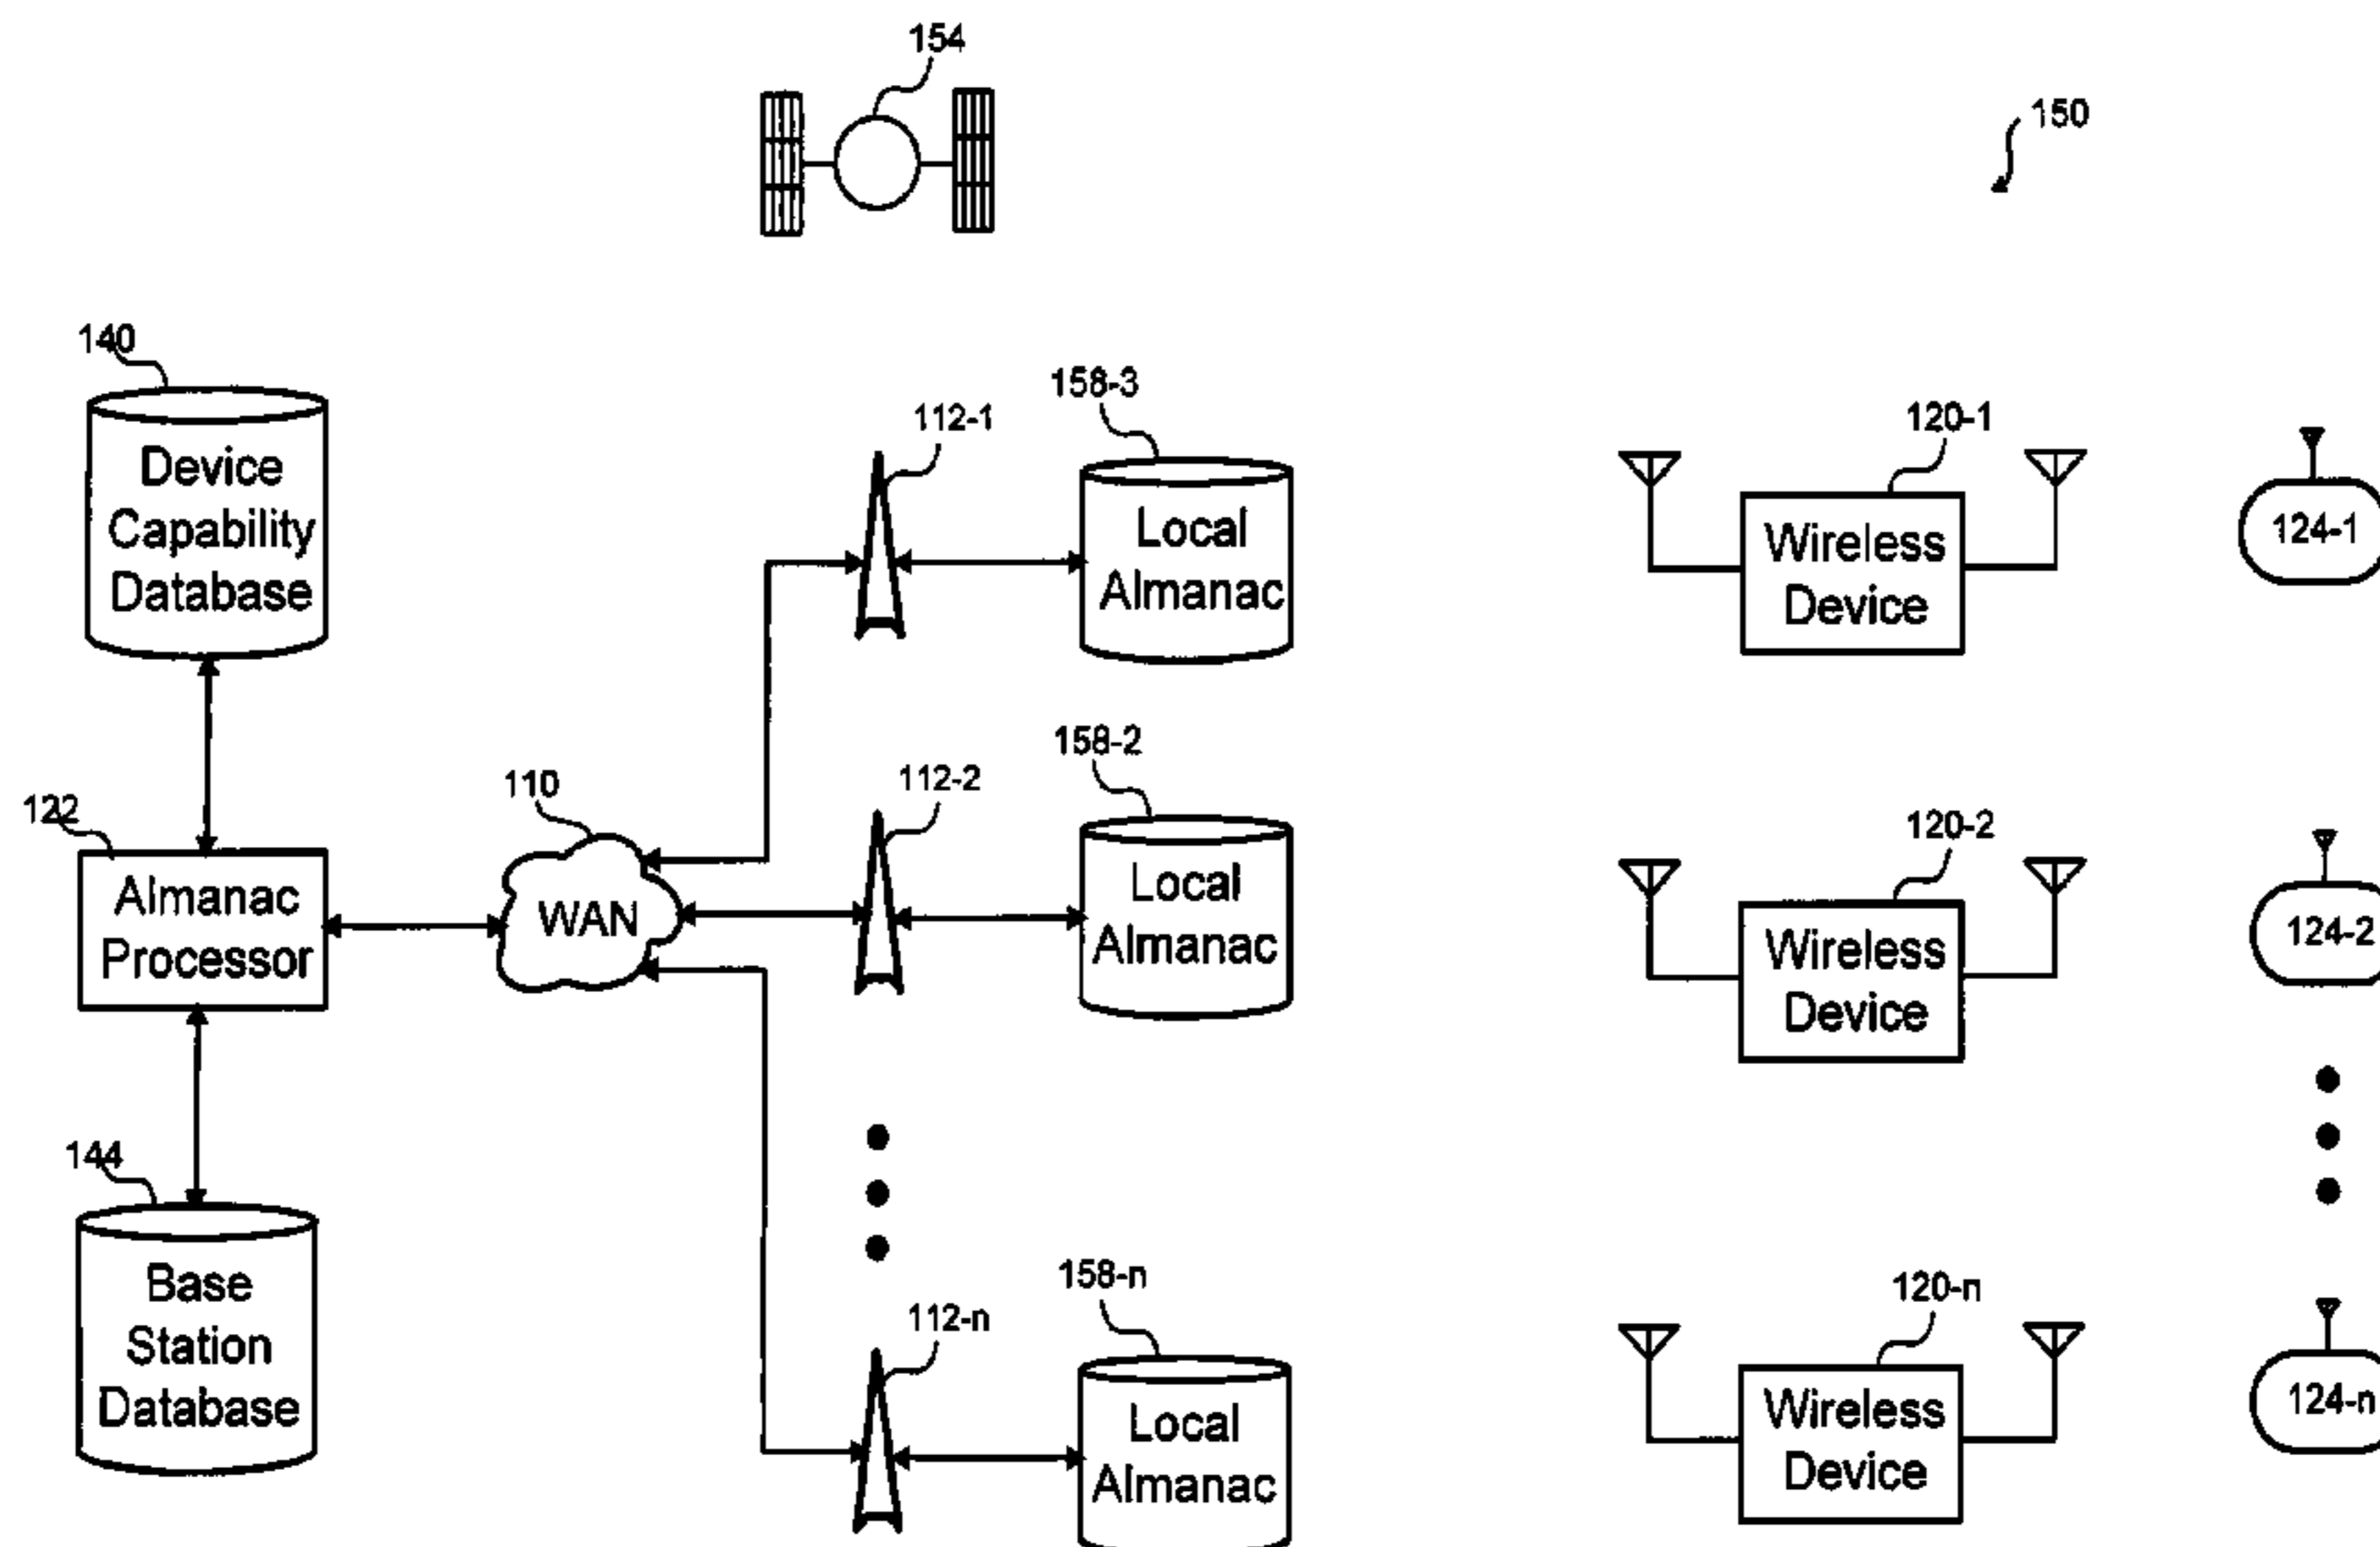 154
150
140
Device
Capability
Database
112-1
158-3
Local
Almanac
120-1
Wireless
Device
124-1
122
Almanac
Processor
110
WAN
112-2
158-2
Local
Almanac
120-2
Wireless
Device
124-2
144
Base
Station
Database
112-n
158-n
Local
Almanac
120-n
Wireless
Device
124-n